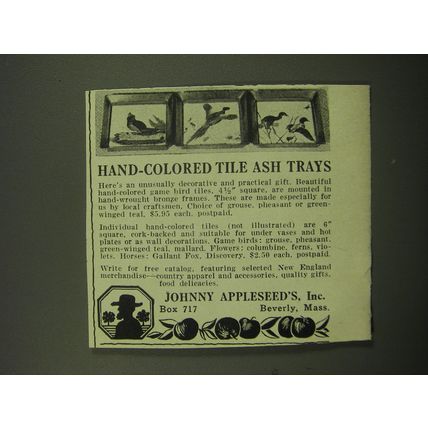 HAND-COLORED TILE ASH TRAYS
Here's an unusually decorative and practical gift. Beautiful
hand-colored game bird tiles, 4½" square, are mounted in
hand-wrought bronze frames. These are made especially for
us by local craftsmen. Choice of grouse, pheasant or green-
winged teal. $5.95 each, postpaid.
Individual hand-colored tiles (not illustrated) are 6"
square, cork-backed and suitable for under vases and hot
plates or as wall decorations. Game birds: grouse, pheasant,
green-winged teal, mallard. Flowers: columbine, ferns, vio-
lets. Horses: Gallant Fox, Discovery. $2.50 each, postpaid.
Write for free catalog, featuring selected New England
merchandise—country apparel and accessories, quality gifts,
food delicacies.
JOHNNY APPLESEED'S, Inc.
Box 717 Beverly, Mass.